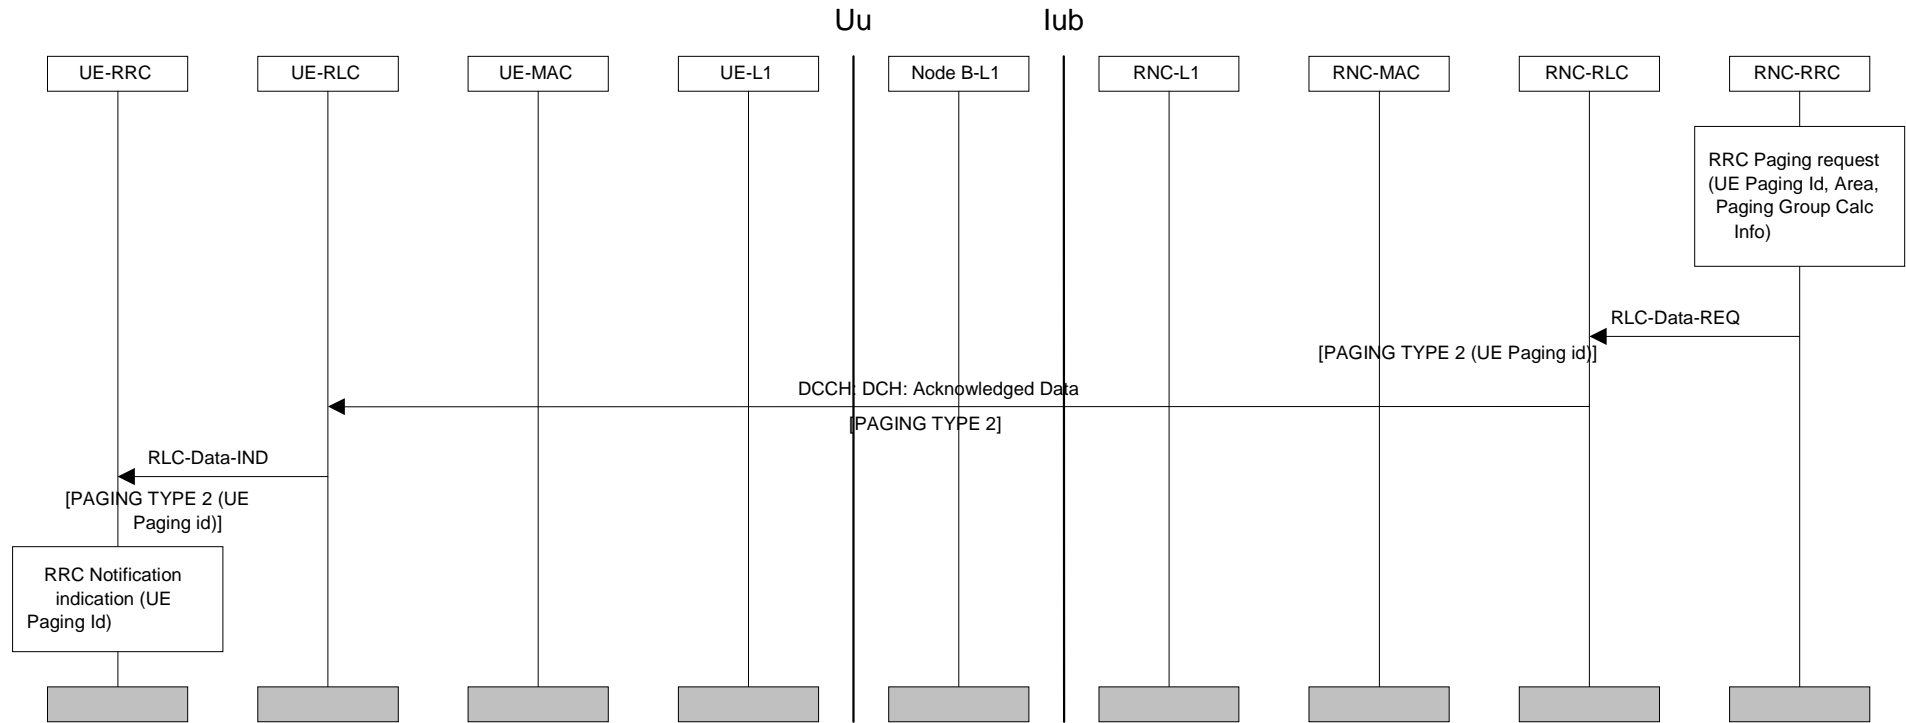 Uu
Iub
UE-RRC
UE-RLC
UE-MAC
UE-L1
Node B-L1
RNC-L1
RNC-MAC
RNC-RLC
RNC-RRC
RRC Paging request
(UE Paging Id, Area,
Paging Group Calc
Info)
RLC-Data-REQ
[PAGING TYPE 2 (UE Paging id)]
DCCH: DCH: Acknowledged Data
[PAGING TYPE 2]
RLC-Data-IND
[PAGING TYPE 2 (UE
Paging id)]
RRC Notification
indication (UE
Paging Id)